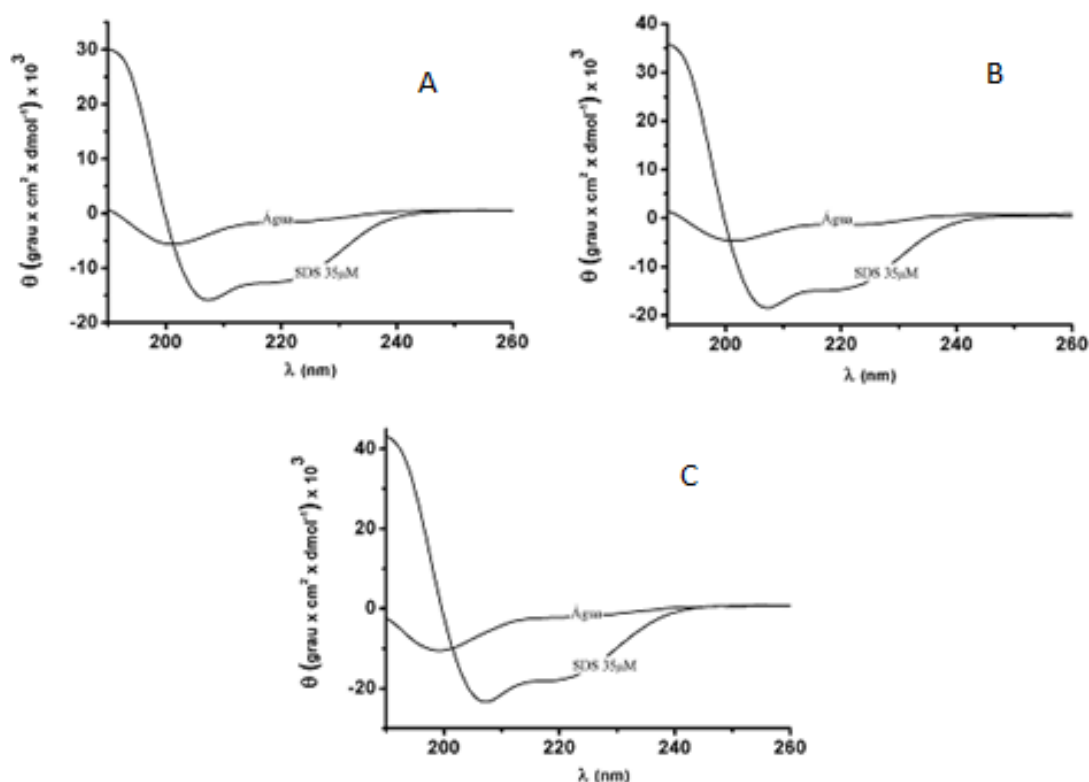 A
30
20
10
0
-10
-20
θ (grau x cm² x dmol⁻¹) x 10³
Água
SDS 35µM
200
220
240
260
λ (nm)
B
40
30
20
10
0
-10
-20
θ (grau x cm² x dmol⁻¹) x 10³
Água
SDS 35µM
200
220
240
260
λ (nm)
C
40
20
0
-20
θ (grau x cm² x dmol⁻¹) x 10³
Água
SDS 35µM
200
220
240
260
λ (nm)